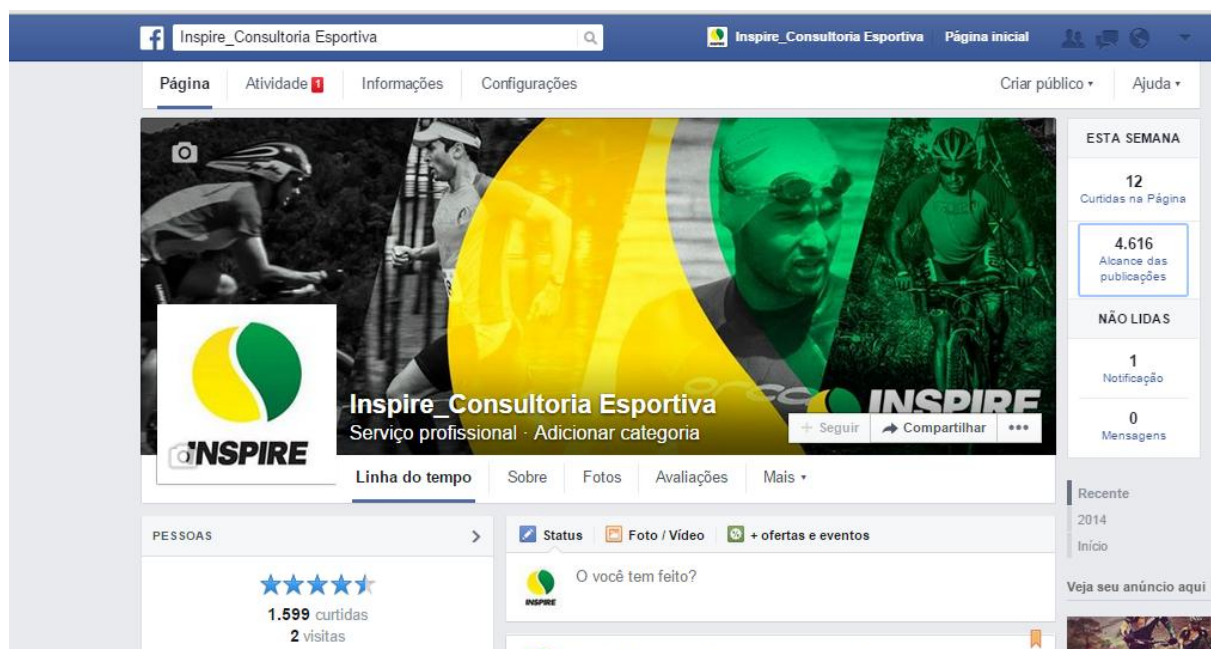 Inspire_Consultoria Esportiva
Inspire_Consultoria Esportiva Página inicial
Página Atividade 1 Informações Configurações Criar público Ajuda
ESTA SEMANA
12
Curtidas na Página
4.616
Alcance das
publicações
NÃO LIDAS
1
Notificação
0
Mensagens
orca
INSPIRE
INSPIRE
Inspire_Consultoria Esportiva
Serviço profissional · Adicionar categoria
+ Seguir Compartilhar •••
Linha do tempo Sobre Fotos Avaliações Mais
Recente
2014
Início
Veja seu anúncio aqui
PESSOAS
1.599 curtidas
2 visitas
Status Foto / Vídeo + ofertas e eventos
O você tem feito?
INSPIRE